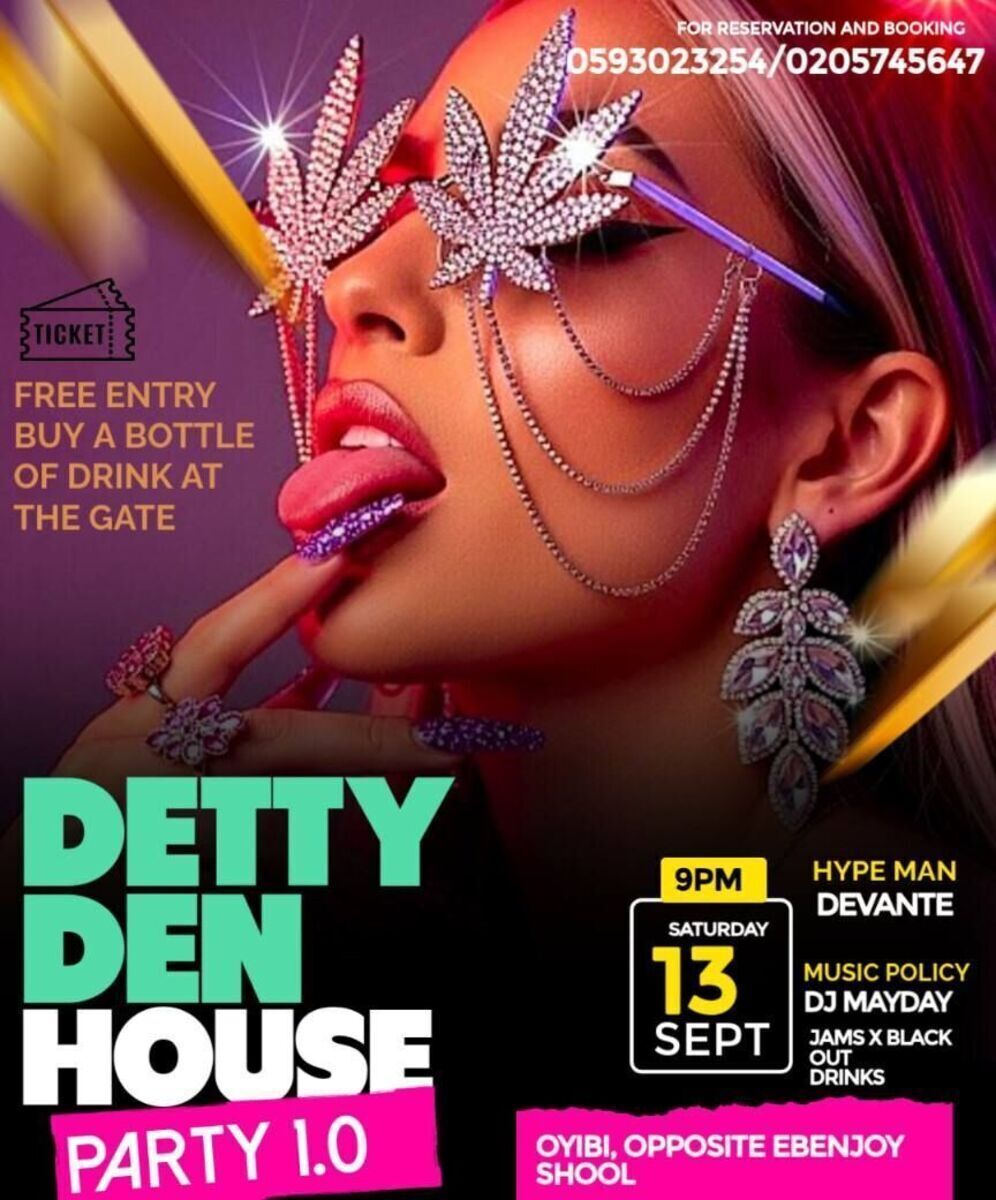 FOR RESERVATION AND BOOKING
0593023254/0205745647
TICKET
FREE ENTRY
BUY A BOTTLE
OF DRINK AT
THE GATE
DETTY
DEN
HOUSE
PARTY 1.0
9PM
SATURDAY
13
SEPT
HYPE MAN
DEVANTE
MUSIC POLICY
DJ MAYDAY
JAMS X BLACK
OUT
DRINKS
OYIBI, OPPOSITE EBENJOY
SHOOL